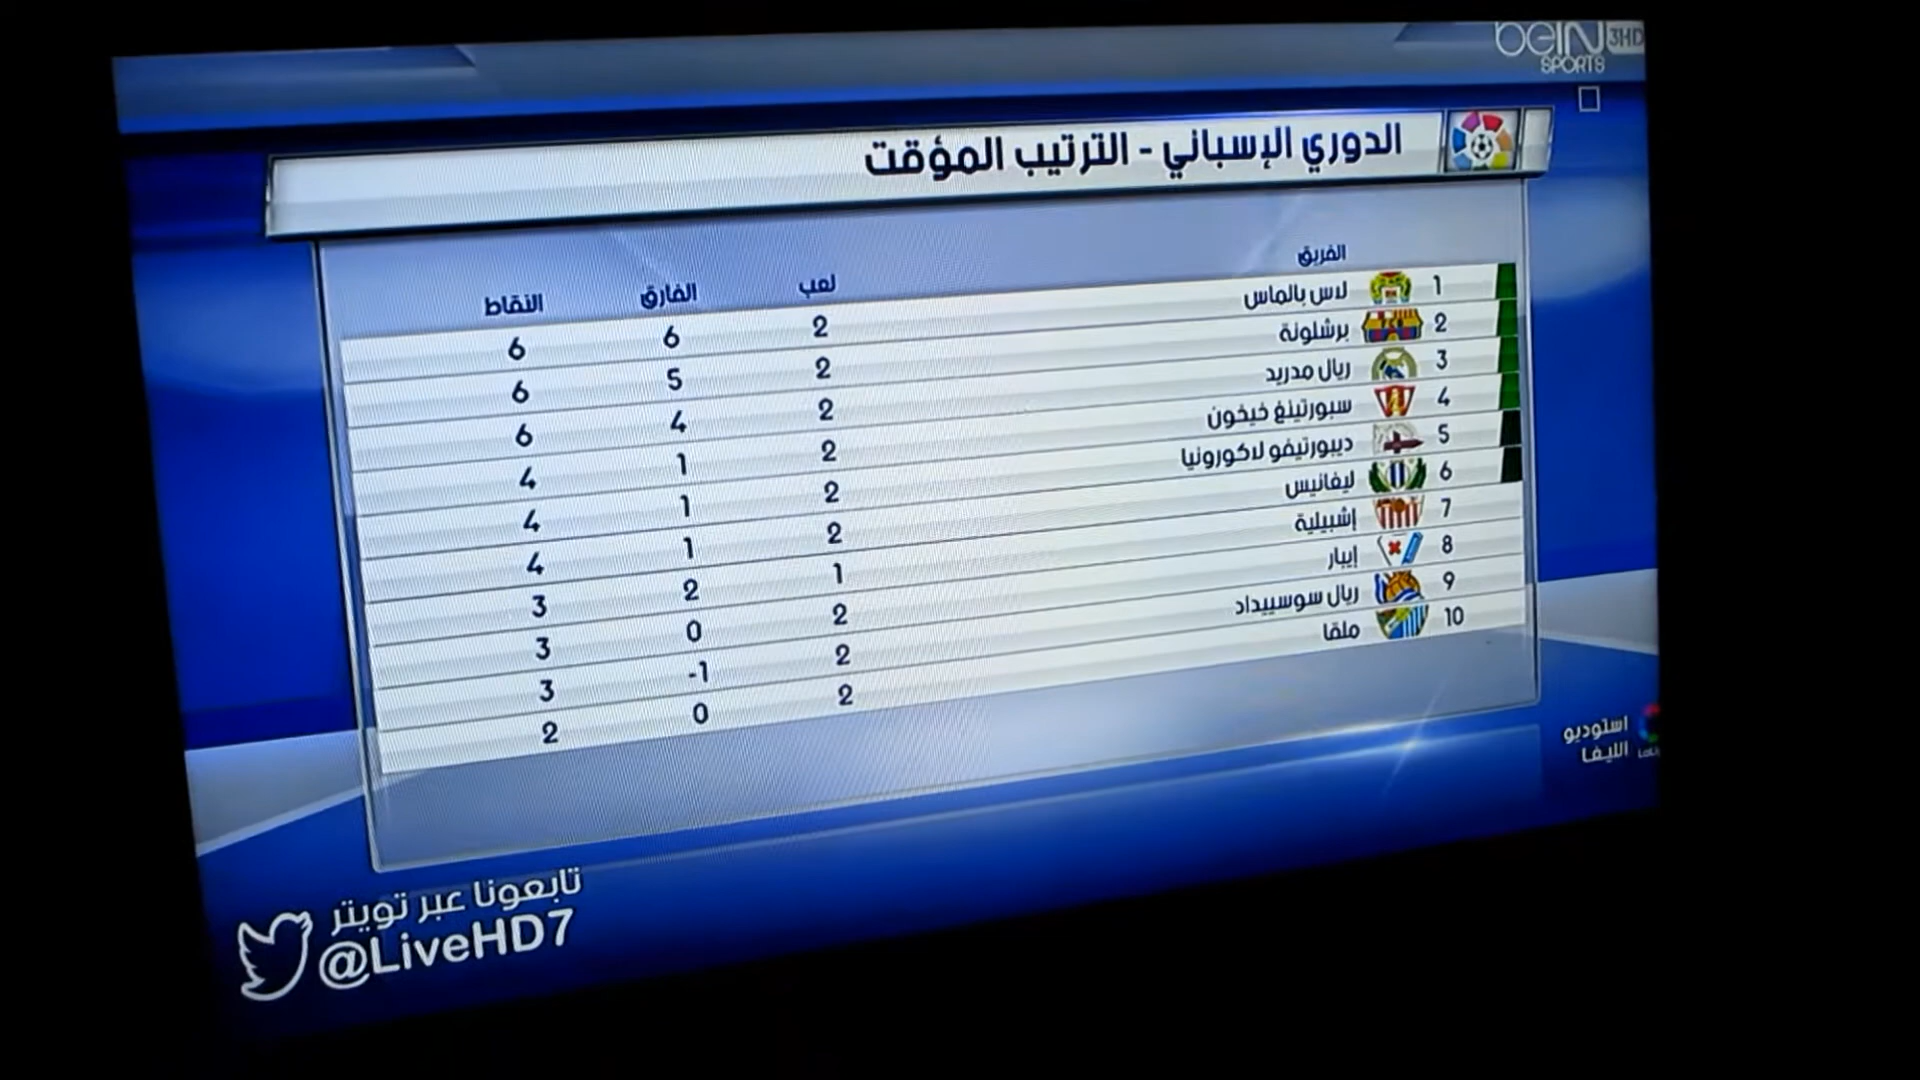 beIN 3HD
SPORTS
الدوري الإسباني - الترتيب المؤقت
الفريق لعب الفارق النقاط
1 لاس بالماس 2 6 6
2 برشلونة 2 5 6
3 ريال مدريد 2 4 6
4 سبورتينغ خيخون 2 1 4
5 ديبورتيفو لاكورونيا 2 1 4
6 ليغانيس 2 1 4
7 إشبيلية 1 2 3
8 إيبار 2 0 3
9 ريال سوسييداد 2 -1 3
10 ملقا 2 0 2
استوديو
الليغا
تابعونا عبر تويتر
@LiveHD7